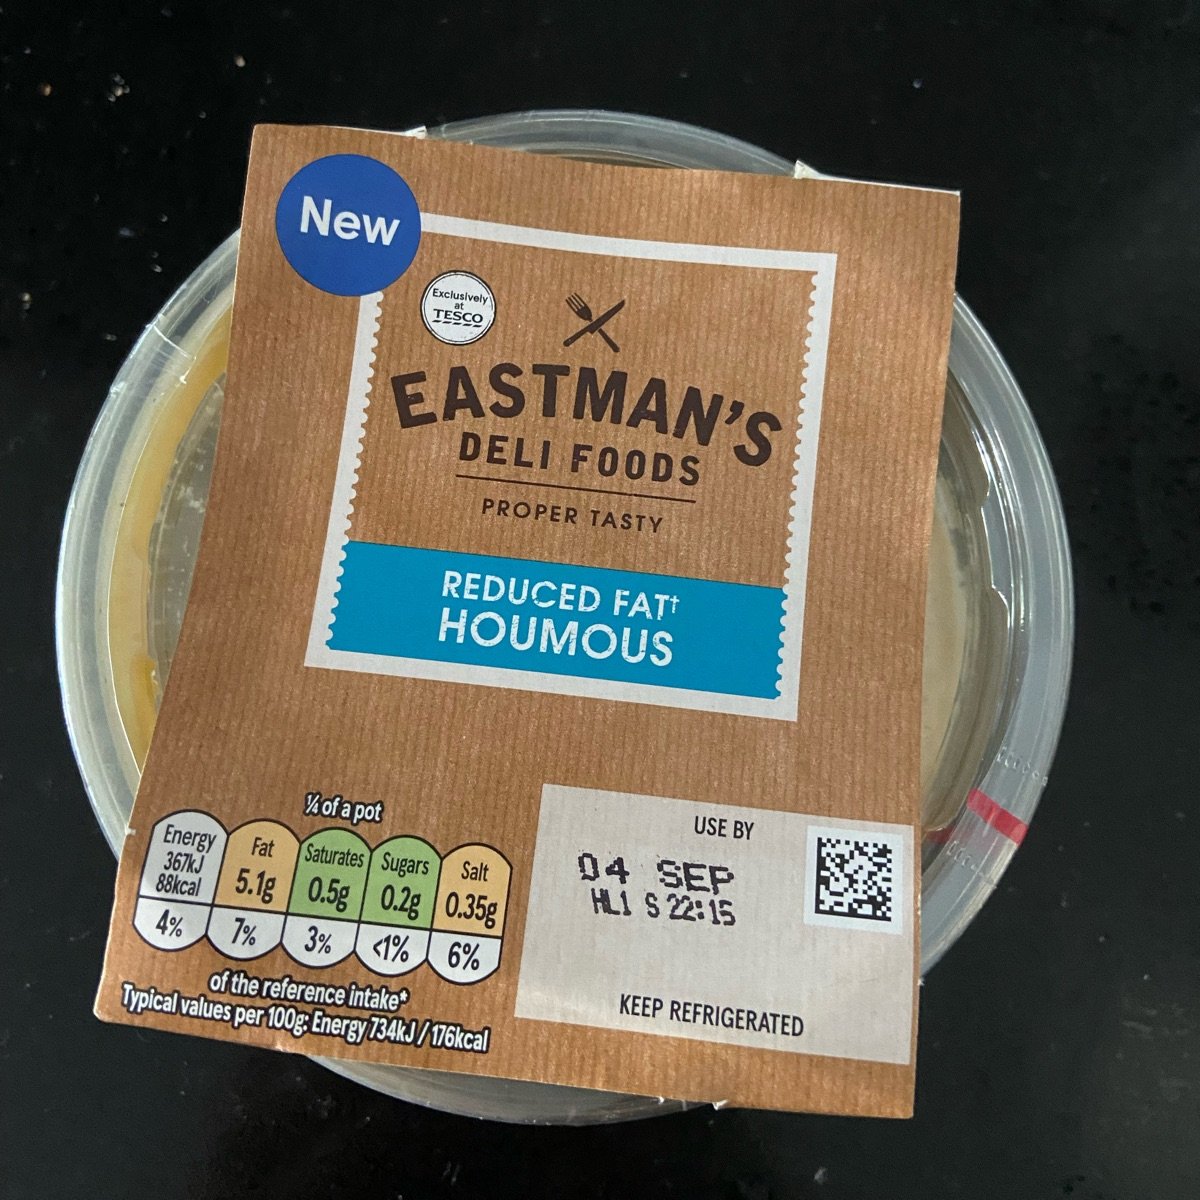 New
Exclusively
at
TESCO
EASTMAN'S
DELI FOODS
PROPER TASTY
REDUCED FAT†
HOUMOUS
¼ of a pot
Energy
367kJ
88kcal
4%
Fat
5.1g
7%
Saturates
0.5g
3%
Sugars
0.2g
<1%
Salt
0.35g
6%
of the reference intake*
Typical values per 100g: Energy 734kJ / 176kcal
USE BY
04 SEP
HL1 S 22:15
KEEP REFRIGERATED